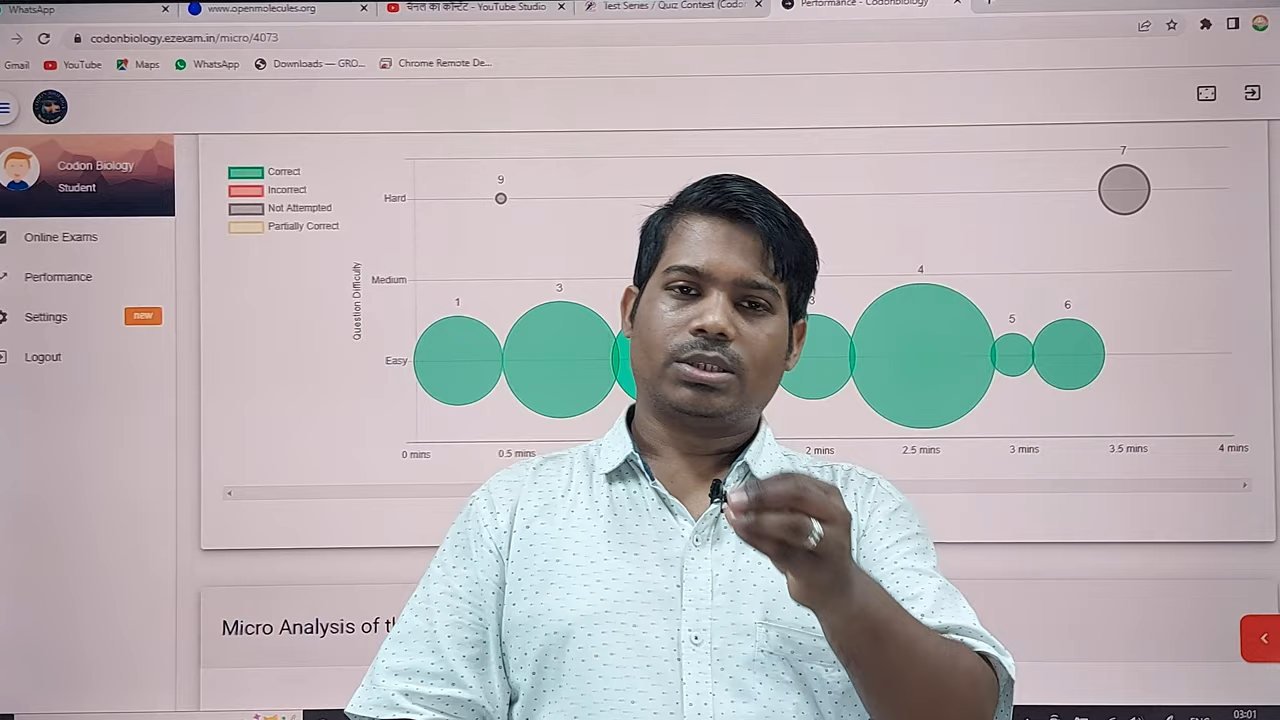 WhatsApp
www.openmolecules.org
चैनल का कॉन्टेंट - YouTube Studio
Test Series / Quiz Contest (Codo
Performance - Codonbiology
codonbiology.ezexam.in/micro/4073
Gmail
YouTube
Maps
WhatsApp
Downloads — GRO...
Chrome Remote De...
Codon Biology
Student
Online Exams
Performance
Settings
new
Logout
Correct
Incorrect
Not Attempted
Partially Correct
Question Difficulty
Hard
Medium
Easy
9
7
1
3
4
5
6
0 mins
0.5 mins
2 mins
2.5 mins
3 mins
3.5 mins
4 mins
Micro Analysis of
ENG
03:01